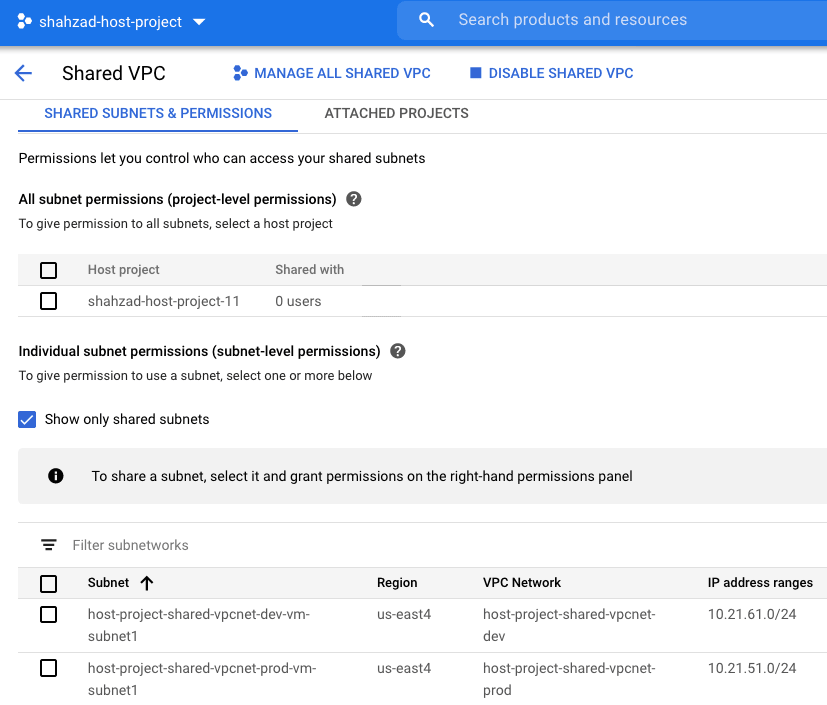 shahzad-host-project
Search products and resources
Shared VPC
MANAGE ALL SHARED VPC
DISABLE SHARED VPC
SHARED SUBNETS & PERMISSIONS
ATTACHED PROJECTS
Permissions let you control who can access your shared subnets
All subnet permissions (project-level permissions)
To give permission to all subnets, select a host project
Host project Shared with
shahzad-host-project-11 0 users
Individual subnet permissions (subnet-level permissions)
To give permission to use a subnet, select one or more below
Show only shared subnets
To share a subnet, select it and grant permissions on the right-hand permissions panel
Filter subnetworks
Subnet Region VPC Network IP address ranges
host-project-shared-vpcnet-dev-vm- us-east4 host-project-shared-vpcnet- 10.21.61.0/24
subnet1 dev
host-project-shared-vpcnet-prod-vm- us-east4 host-project-shared-vpcnet- 10.21.51.0/24
subnet1 prod